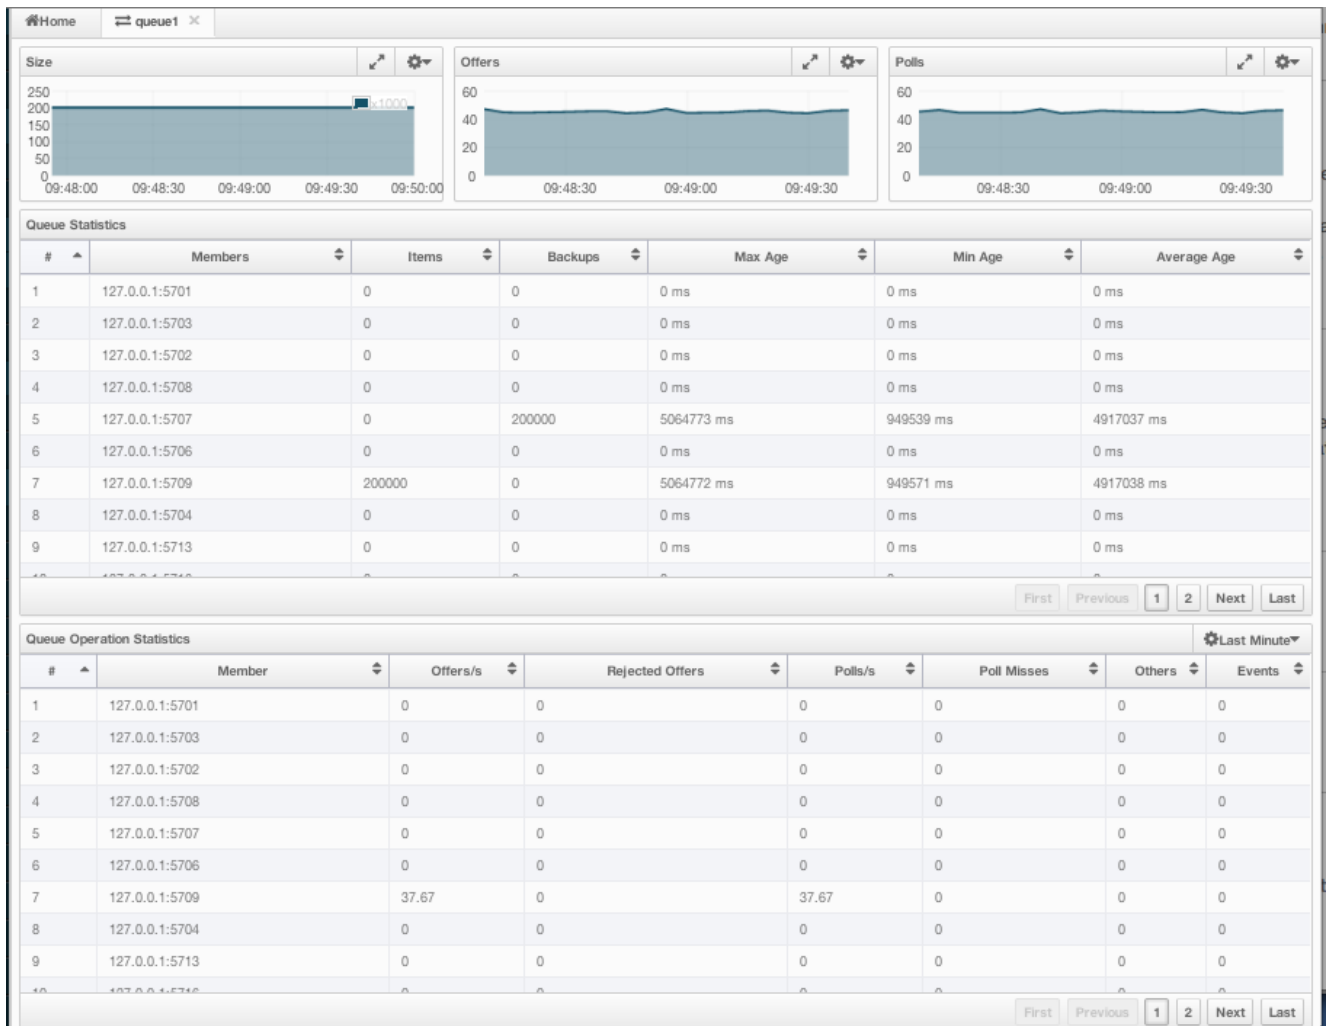 Home queue1
Size Offers Polls
x1000
250
200
150
100
50
0
09:48:00 09:48:30 09:49:00 09:49:30 09:50:00
60
40
20
0
09:48:30 09:49:00 09:49:30
60
40
20
0
09:48:30 09:49:00 09:49:30
Queue Statistics
# Members Items Backups Max Age Min Age Average Age
1 127.0.0.1:5701 0 0 0 ms 0 ms 0 ms
2 127.0.0.1:5703 0 0 0 ms 0 ms 0 ms
3 127.0.0.1:5702 0 0 0 ms 0 ms 0 ms
4 127.0.0.1:5708 0 0 0 ms 0 ms 0 ms
5 127.0.0.1:5707 0 200000 5064773 ms 949539 ms 4917037 ms
6 127.0.0.1:5706 0 0 0 ms 0 ms 0 ms
7 127.0.0.1:5709 200000 0 5064772 ms 949571 ms 4917038 ms
8 127.0.0.1:5704 0 0 0 ms 0 ms 0 ms
9 127.0.0.1:5713 0 0 0 ms 0 ms 0 ms
First Previous 1 2 Next Last
Queue Operation Statistics Last Minute
# Member Offers/s Rejected Offers Polls/s Poll Misses Others Events
1 127.0.0.1:5701 0 0 0 0 0 0
2 127.0.0.1:5703 0 0 0 0 0 0
3 127.0.0.1:5702 0 0 0 0 0 0
4 127.0.0.1:5708 0 0 0 0 0 0
5 127.0.0.1:5707 0 0 0 0 0 0
6 127.0.0.1:5706 0 0 0 0 0 0
7 127.0.0.1:5709 37.67 0 37.67 0 0 0
8 127.0.0.1:5704 0 0 0 0 0 0
9 127.0.0.1:5713 0 0 0 0 0 0
First Previous 1 2 Next Last